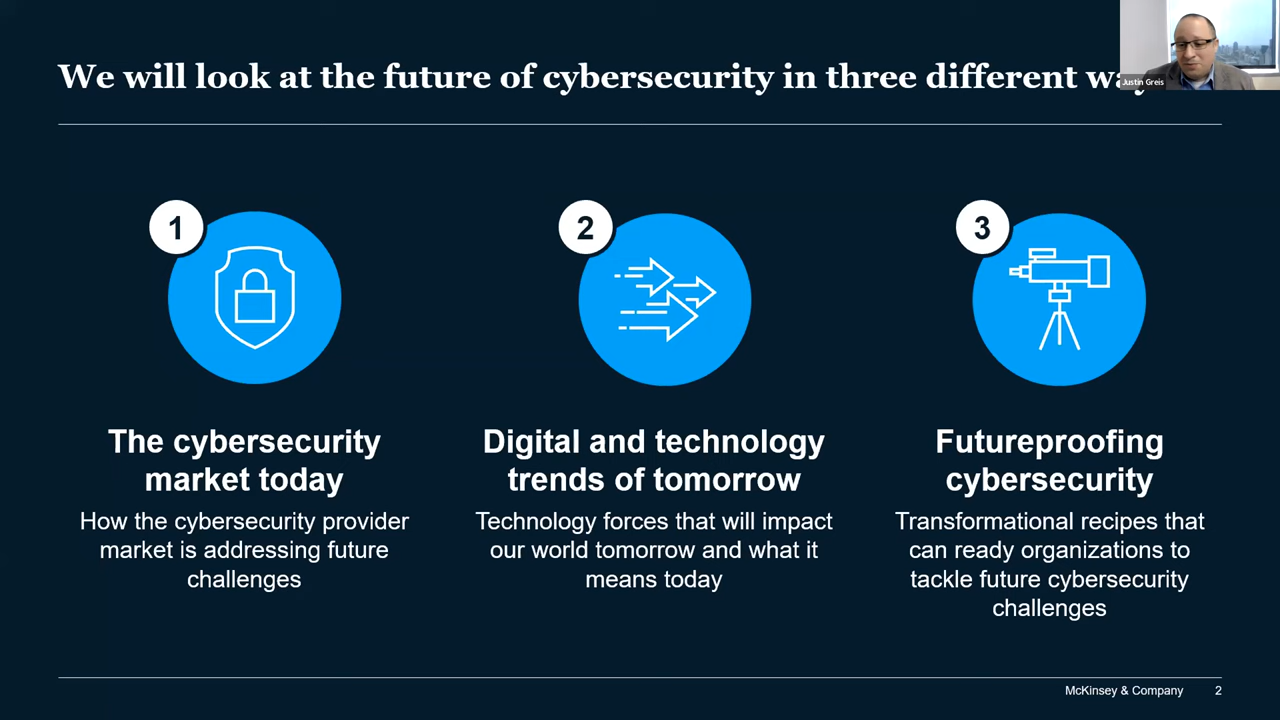 We will look at the future of cybersecurity in three different
Justin Greis
1
2
3
The cybersecurity
market today
How the cybersecurity provider
market is addressing future
challenges
Digital and technology
trends of tomorrow
Technology forces that will impact
our world tomorrow and what it
means today
Futureproofing
cybersecurity
Transformational recipes that
can ready organizations to
tackle future cybersecurity
challenges
McKinsey & Company
2